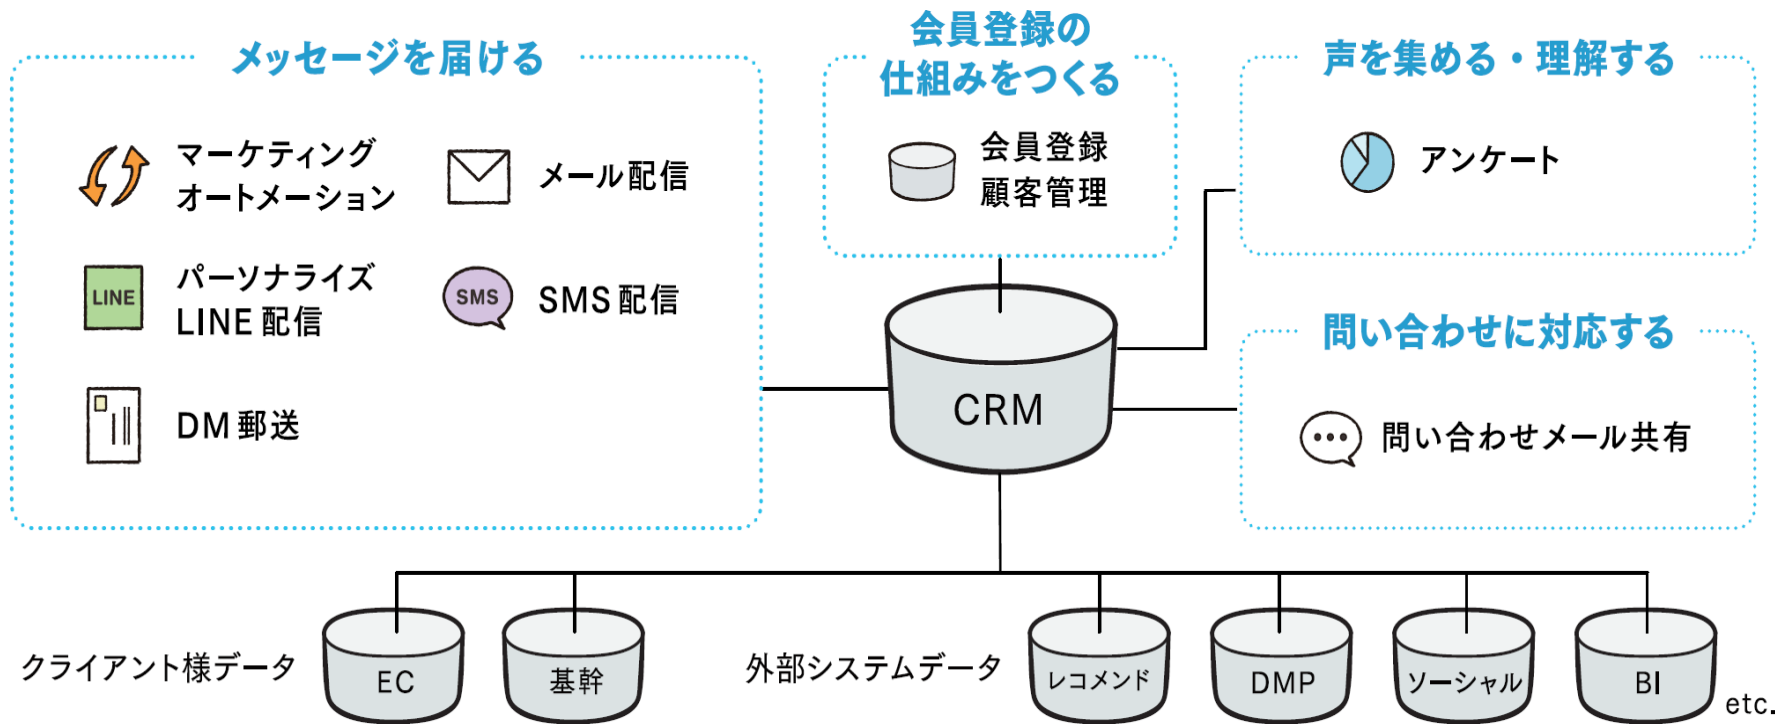 メッセージを届ける
マーケティング
オートメーション
メール配信
LINE
パーソナライズ
LINE配信
SMS
SMS配信
DM郵送
会員登録の
仕組みをつくる
会員登録
顧客管理
声を集める・理解する
アンケート
問い合わせに対応する
問い合わせメール共有
CRM
クライアント様データ
EC
基幹
外部システムデータ
レコメンド
DMP
ソーシャル
BI
etc.